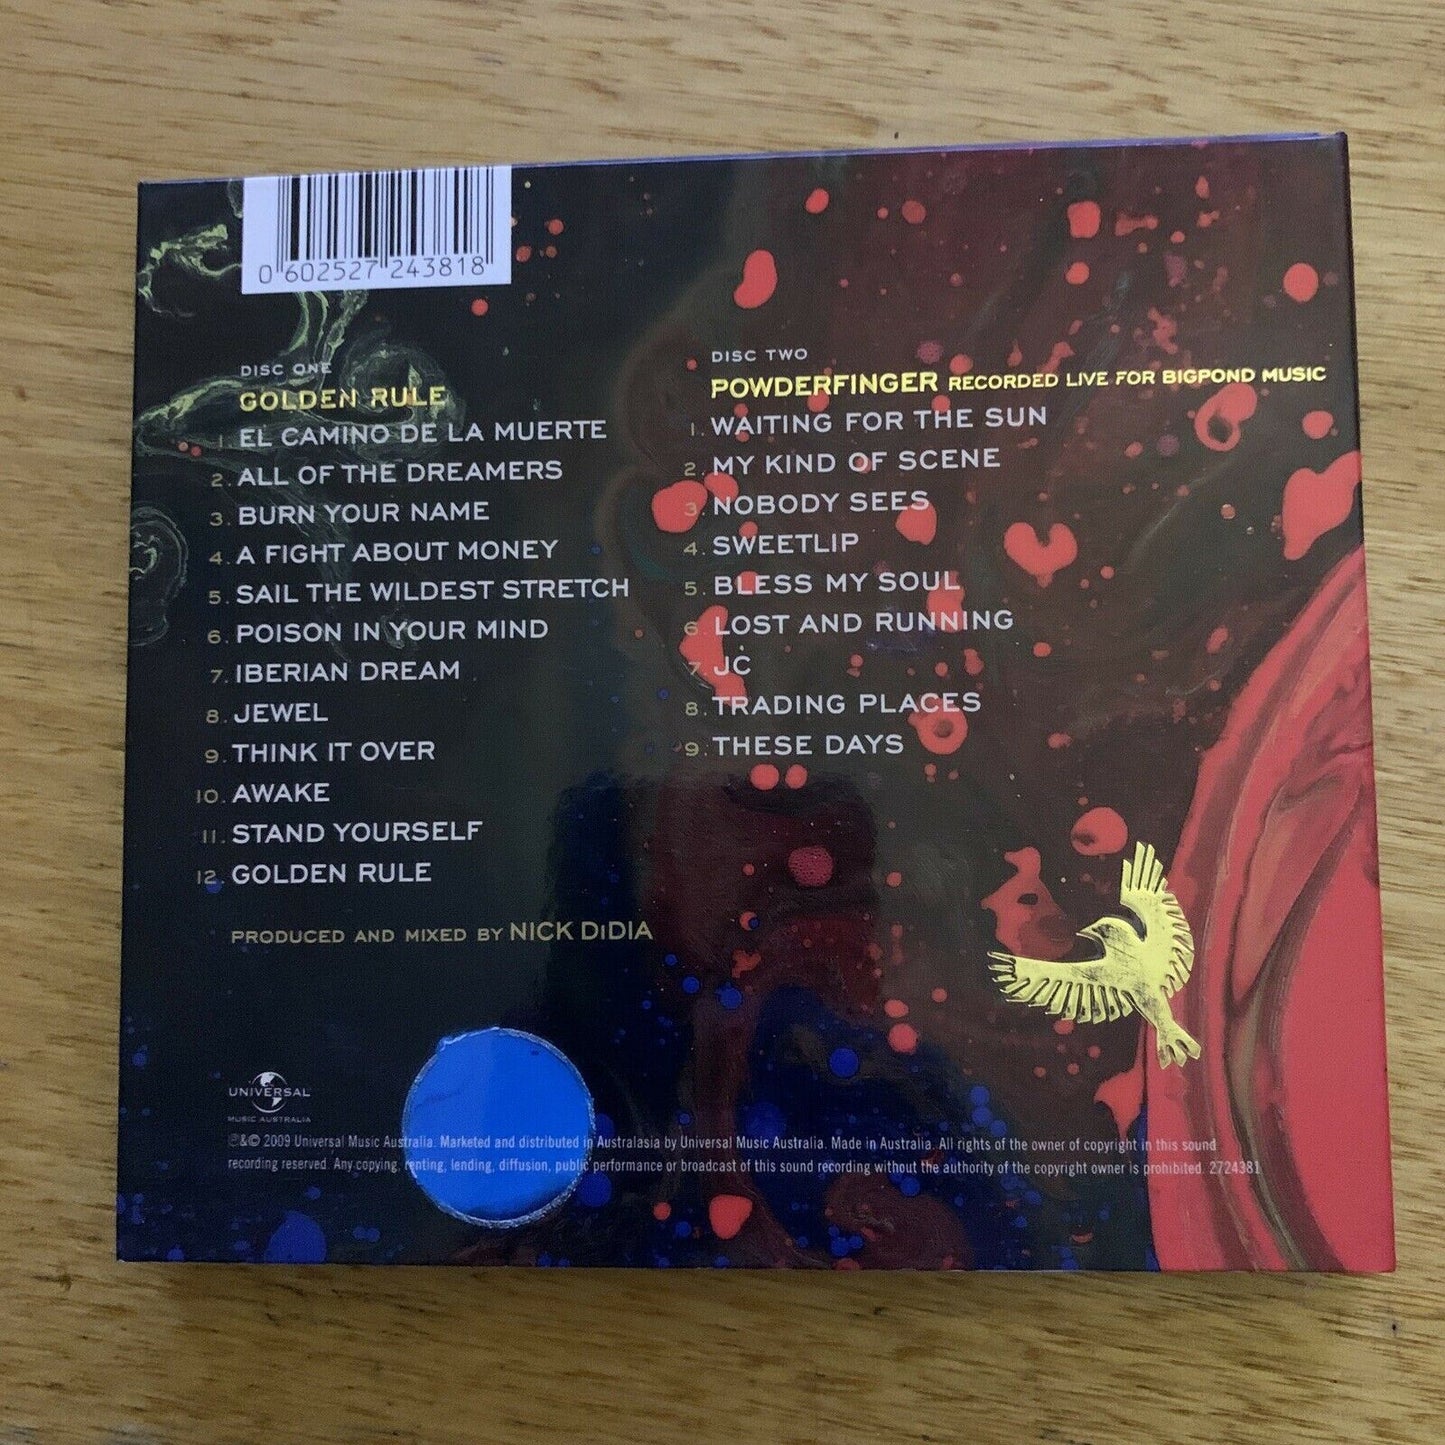 0 602527 243818
DISC ONE
GOLDEN RULE
1. EL CAMINO DE LA MUERTE
2. ALL OF THE DREAMERS
3. BURN YOUR NAME
4. A FIGHT ABOUT MONEY
5. SAIL THE WILDEST STRETCH
6. POISON IN YOUR MIND
7. IBERIAN DREAM
8. JEWEL
9. THINK IT OVER
10. AWAKE
11. STAND YOURSELF
12. GOLDEN RULE
PRODUCED AND MIXED BY NICK DiDIA
DISC TWO
POWDERFINGER RECORDED LIVE FOR BIGPOND MUSIC
1. WAITING FOR THE SUN
2. MY KIND OF SCENE
3. NOBODY SEES
4. SWEETLIP
5. BLESS MY SOUL
6. LOST AND RUNNING
7. JC
8. TRADING PLACES
9. THESE DAYS
UNIVERSAL
MUSIC AUSTRALIA
℗&© 2009 Universal Music Australia. Marketed and distributed in Australasia by Universal Music Australia. Made in Australia. All rights of the owner of copyright in this sound
recording reserved. Any copying, renting, lending, diffusion, public performance or broadcast of this sound recording without the authority of the copyright owner is prohibited. 2724381